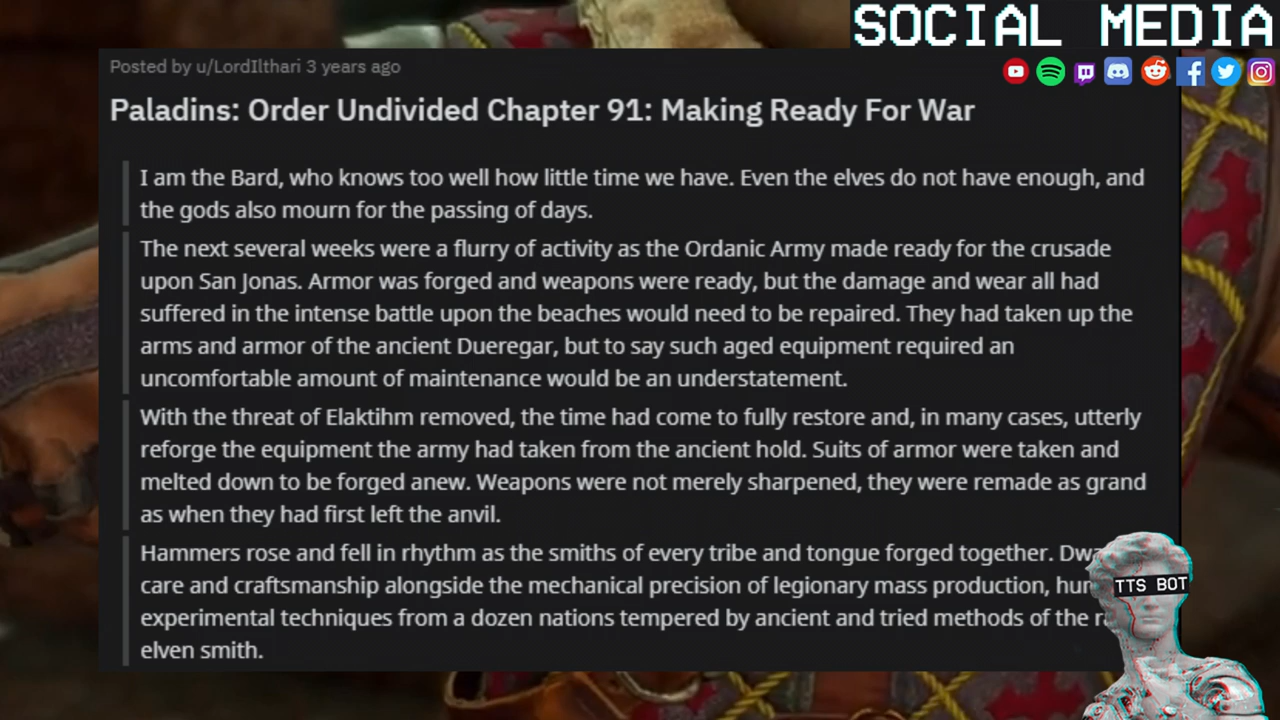 SOCIAL MEDIA
Posted by u/LordIlthari 3 years ago
Paladins: Order Undivided Chapter 91: Making Ready For War
I am the Bard, who knows too well how little time we have. Even the elves do not have enough, and
the gods also mourn for the passing of days.
The next several weeks were a flurry of activity as the Ordanic Army made ready for the crusade
upon San Jonas. Armor was forged and weapons were ready, but the damage and wear all had
suffered in the intense battle upon the beaches would need to be repaired. They had taken up the
arms and armor of the ancient Dueregar, but to say such aged equipment required an
uncomfortable amount of maintenance would be an understatement.
With the threat of Elaktihm removed, the time had come to fully restore and, in many cases, utterly
reforge the equipment the army had taken from the ancient hold. Suits of armor were taken and
melted down to be forged anew. Weapons were not merely sharpened, they were remade as grand
as when they had first left the anvil.
Hammers rose and fell in rhythm as the smiths of every tribe and tongue forged together.
care and craftsmanship alongside the mechanical precision of legionary mass production,
experimental techniques from a dozen nations tempered by ancient and tried methods of the
elven smith.
TTS BOT